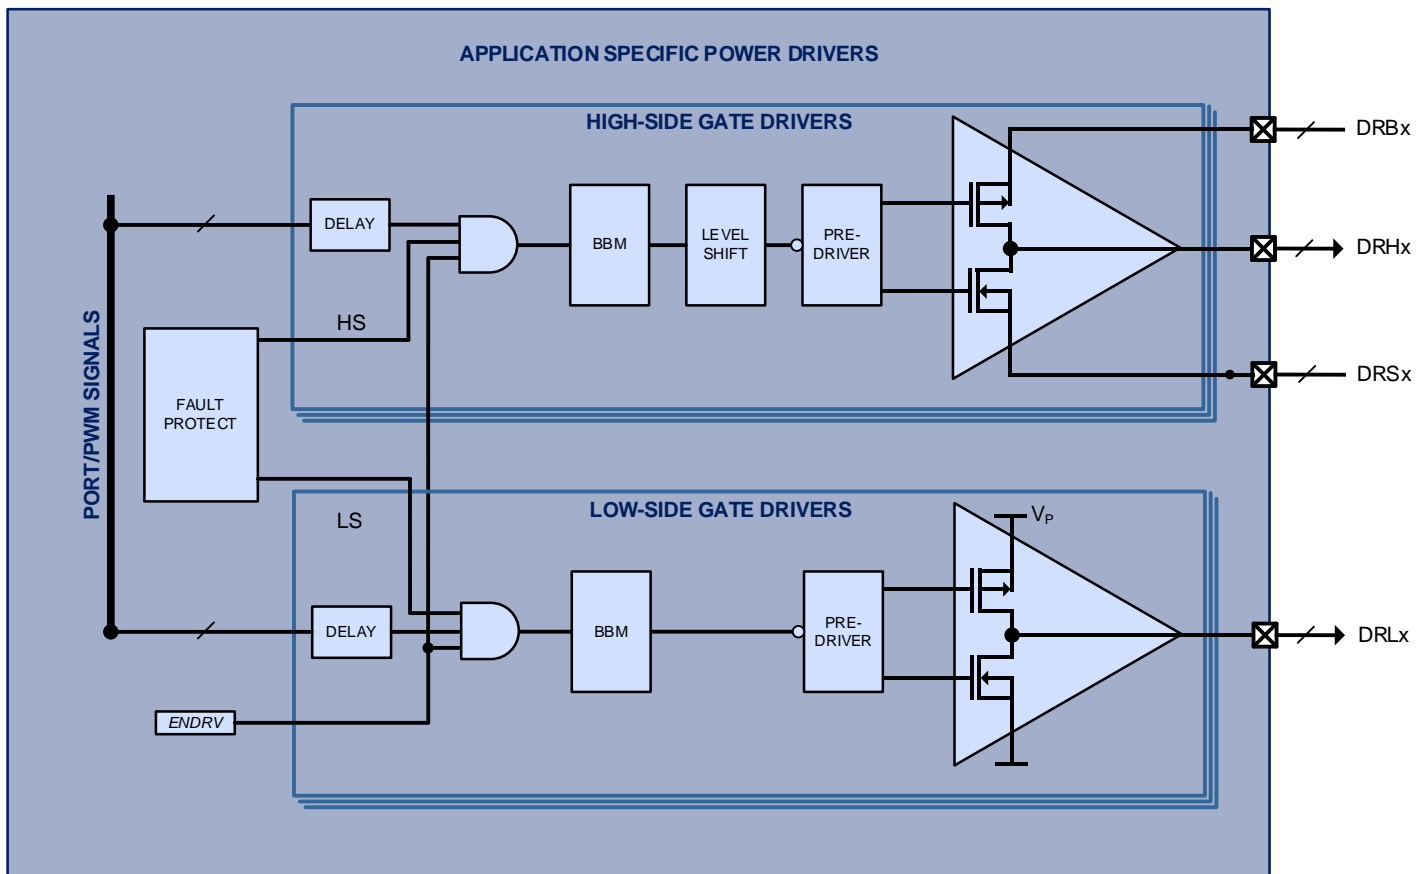 APPLICATION SPECIFIC POWER DRIVERS
HIGH-SIDE GATE DRIVERS
DRBx
DELAY
BBM
LEVEL
SHIFT
PRE-
DRIVER
DRHx
HS
PORT/PWM SIGNALS
FAULT
PROTECT
DRSx
LOW-SIDE GATE DRIVERS
LS
VP
DELAY
BBM
PRE-
DRIVER
DRLx
ENDRV